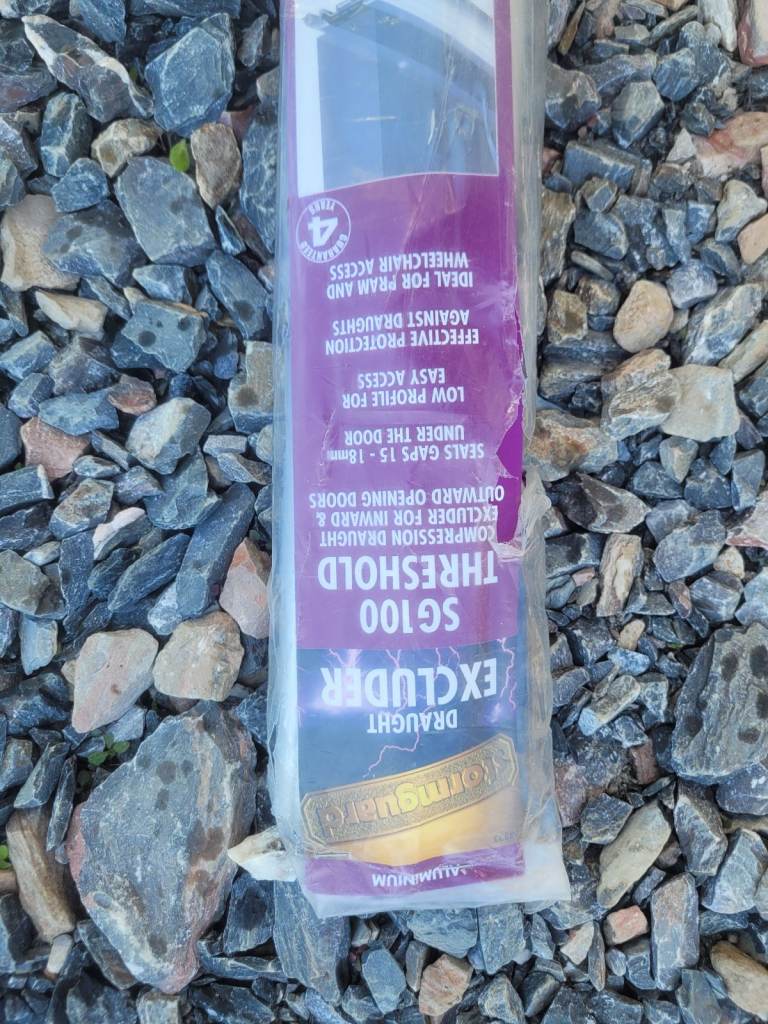 ALUMINIUM
Stormguard
DRAUGHT
EXCLUDER
SG100
THRESHOLD
COMPRESSION DRAUGHT
EXCLUDER FOR INWARD &
OUTWARD OPENING DOORS
SEALS GAPS 15 - 18mm
UNDER THE DOOR
LOW PROFILE FOR
EASY ACCESS
EFFECTIVE PROTECTION
AGAINST DRAUGHTS
IDEAL FOR PRAM AND
WHEELCHAIR ACCESS
GUARANTEED
4
YEARS